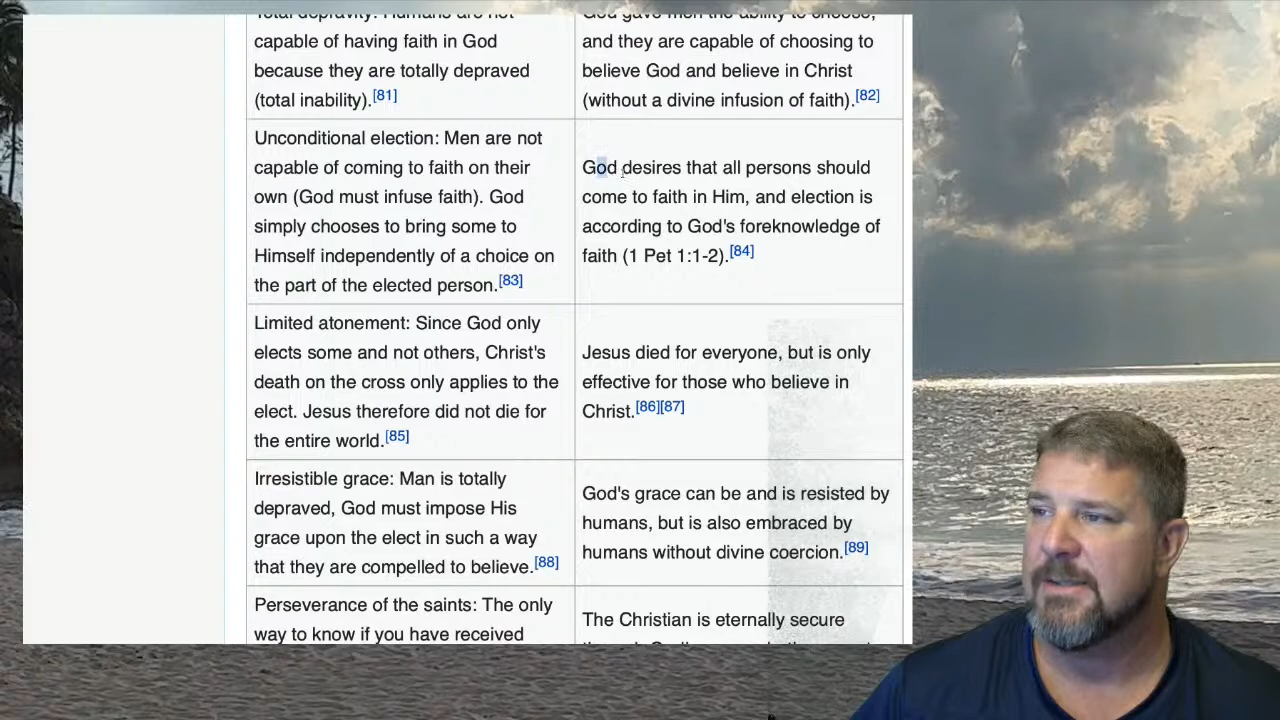 Total depravity: Humans are not
capable of having faith in God
because they are totally depraved
(total inability).[81]
God gave men the ability to choose,
and they are capable of choosing to
believe God and believe in Christ
(without a divine infusion of faith).[82]
Unconditional election: Men are not
capable of coming to faith on their
own (God must infuse faith). God
simply chooses to bring some to
Himself independently of a choice on
the part of the elected person.[83]
God desires that all persons should
come to faith in Him, and election is
according to God's foreknowledge of
faith (1 Pet 1:1-2).[84]
Limited atonement: Since God only
elects some and not others, Christ's
death on the cross only applies to the
elect. Jesus therefore did not die for
the entire world.[85]
Jesus died for everyone, but is only
effective for those who believe in
Christ.[86][87]
Irresistible grace: Man is totally
depraved, God must impose His
grace upon the elect in such a way
that they are compelled to believe.[88]
God's grace can be and is resisted by
humans, but is also embraced by
humans without divine coercion.[89]
Perseverance of the saints: The only
way to know if you have received
The Christian is eternally secure